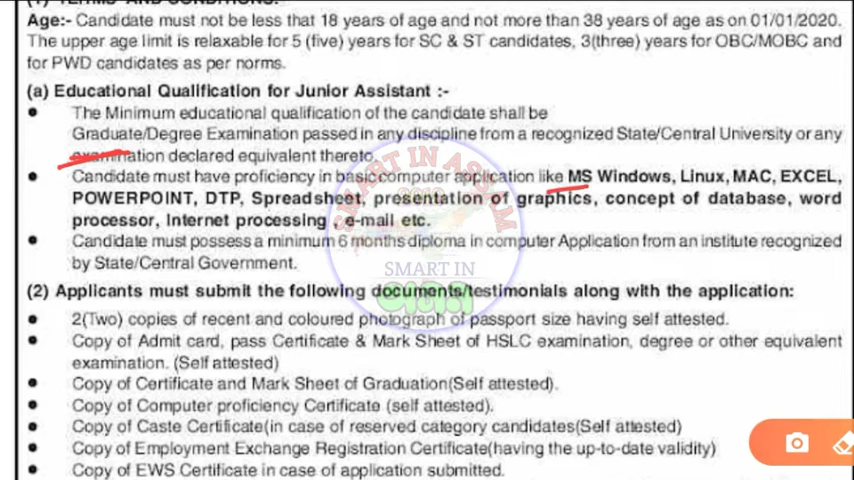 (1) TERMS AND CONDITIONS:
Age:- Candidate must not be less that 18 years of age and not more than 38 years of age as on 01/01/2020.
The upper age limit is relaxable for 5 (five) years for SC & ST candidates, 3(three) years for OBC/MOBC and
for PWD candidates as per norms.
(a) Educational Qualification for Junior Assistant :-
The Minimum educational qualification of the candidate shall be
Graduate/Degree Examination passed in any discipline from a recognized State/Central University or any
examination declared equivalent thereto.
Candidate must have proficiency in basic computer application like MS Windows, Linux, MAC, EXCEL,
POWERPOINT, DTP, Spreadsheet, presentation of graphics, concept of database, word
processor, Internet processing , e-mail etc.
Candidate must possess a minimum 6 months diploma in computer Application from an institute recognized
by State/Central Government.
(2) Applicants must submit the following documents/testimonials along with the application:
2(Two) copies of recent and coloured photograph of passport size having self attested.
Copy of Admit card, pass Certificate & Mark Sheet of HSLC examination, degree or other equivalent
examination. (Self attested)
Copy of Certificate and Mark Sheet of Graduation(Self attested).
Copy of Computer proficiency Certificate (self attested).
Copy of Caste Certificate(in case of reserved category candidates(Self attested)
Copy of Employment Exchange Registration Certificate(having the up-to-date validity)
Copy of EWS Certificate in case of application submitted.
SMART IN ASSAM
2019
SMART IN